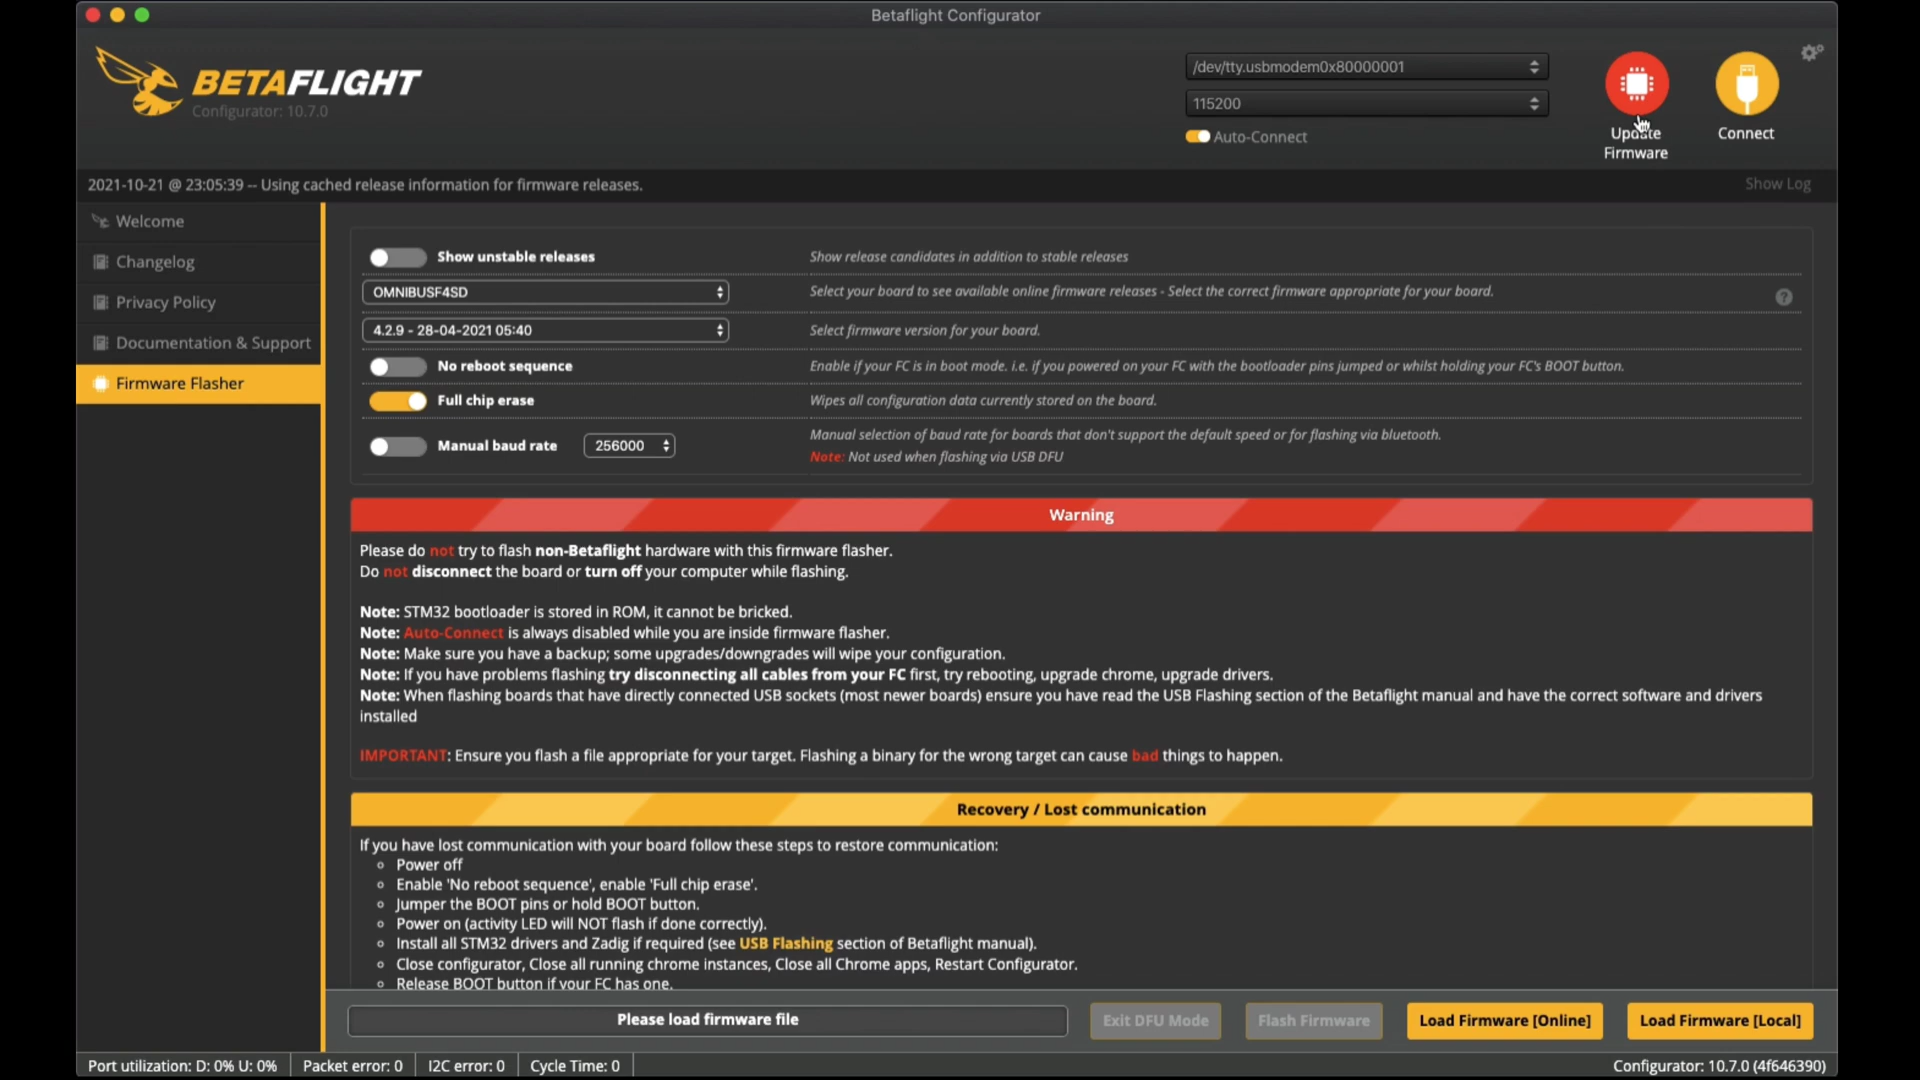 Betaflight Configurator
BETAFLIGHT
Configurator: 10.7.0
/dev/tty.usbmodem0x80000001
115200
Auto-Connect
Update
Firmware
Connect
2021-10-21 @ 23:05:39 -- Using cached release information for firmware releases.
Show Log
Welcome
Changelog
Privacy Policy
Documentation & Support
Firmware Flasher
Show unstable releases
Show release candidates in addition to stable releases
OMNIBUSF4SD
Select your board to see available online firmware releases - Select the correct firmware appropriate for your board.
?
4.2.9 - 28-04-2021 05:40
Select firmware version for your board.
No reboot sequence
Enable if your FC is in boot mode. i.e. if you powered on your FC with the bootloader pins jumped or whilst holding your FC's BOOT button.
Full chip erase
Wipes all configuration data currently stored on the board.
Manual baud rate
256000
Manual selection of baud rate for boards that don't support the default speed or for flashing via bluetooth.
Note: Not used when flashing via USB DFU
Warning
Please do not try to flash non-Betaflight hardware with this firmware flasher.
Do not disconnect the board or turn off your computer while flashing.
Note: STM32 bootloader is stored in ROM, it cannot be bricked.
Note: Auto-Connect is always disabled while you are inside firmware flasher.
Note: Make sure you have a backup; some upgrades/downgrades will wipe your configuration.
Note: If you have problems flashing try disconnecting all cables from your FC first, try rebooting, upgrade chrome, upgrade drivers.
Note: When flashing boards that have directly connected USB sockets (most newer boards) ensure you have read the USB Flashing section of the Betaflight manual and have the correct software and drivers
installed
IMPORTANT: Ensure you flash a file appropriate for your target. Flashing a binary for the wrong target can cause bad things to happen.
Recovery / Lost communication
If you have lost communication with your board follow these steps to restore communication:
Power off
Enable 'No reboot sequence', enable 'Full chip erase'.
Jumper the BOOT pins or hold BOOT button.
Power on (activity LED will NOT flash if done correctly).
Install all STM32 drivers and Zadig if required (see USB Flashing section of Betaflight manual).
Close configurator, Close all running chrome instances, Close all Chrome apps, Restart Configurator.
Release BOOT button if your FC has one.
Please load firmware file
Exit DFU Mode
Flash Firmware
Load Firmware [Online]
Load Firmware [Local]
Port utilization: D: 0% U: 0%
Packet error: 0
I2C error: 0
Cycle Time: 0
Configurator: 10.7.0 (4f646390)